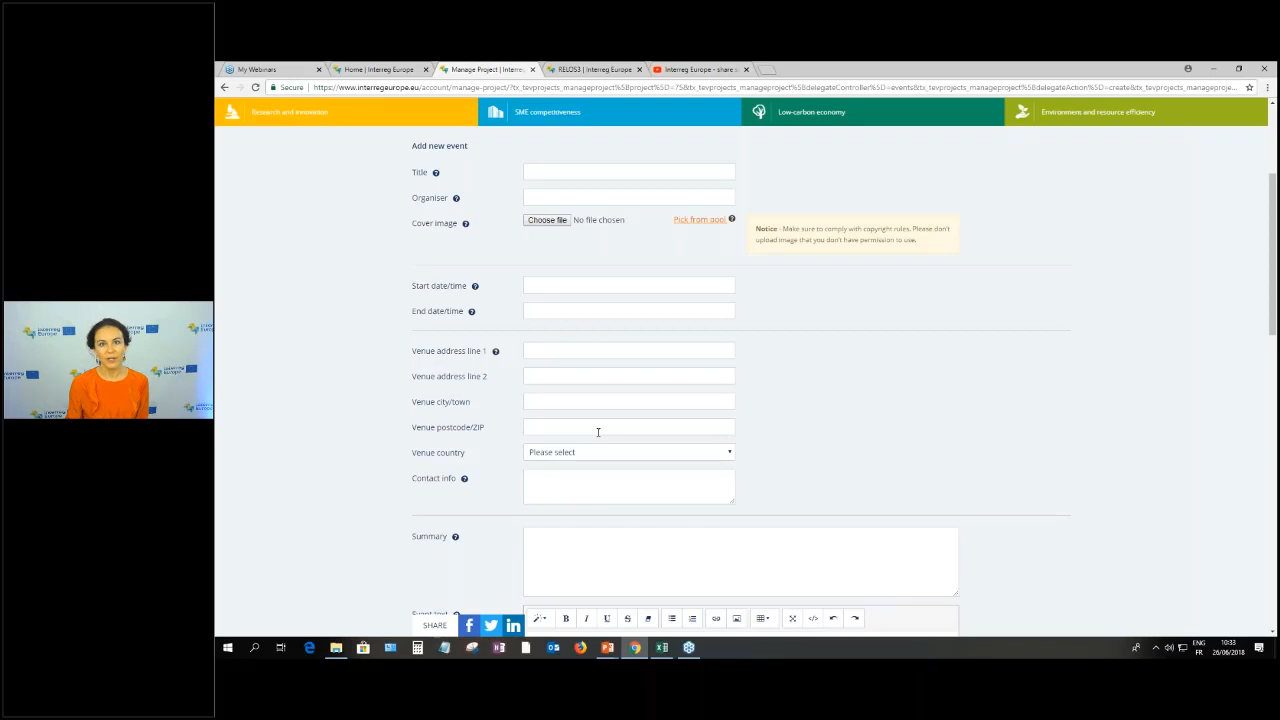 My Webinars
Home | Interreg Europe
Manage Project | Interre
RELOS3 | Interreg Europe
Interreg Europe - share s
Secure
https://www.interregeurope.eu/account/manage-project/?tx_tevprojects_manageproject%5Bproject%5D=75&tx_tevprojects_manageproject%5BdelegateController%5D=events&tx_tevprojects_manageproject%5BdelegateAction%5D=create&tx_tevprojects_manageproje
Research and innovation
SME competitiveness
Low-carbon economy
Environment and resource efficiency
Add new event
Title
Organiser
Cover image
Choose file No file chosen
Pick from pool
Notice - Make sure to comply with copyright rules. Please don't
upload image that you don't have permission to use.
Start date/time
End date/time
Venue address line 1
Venue address line 2
Venue city/town
Venue postcode/ZIP
Venue country
Please select
Contact info
Summary
Event text
SHARE
B I U S
ENG
FR
10:33
26/06/2018
Interreg
Europe